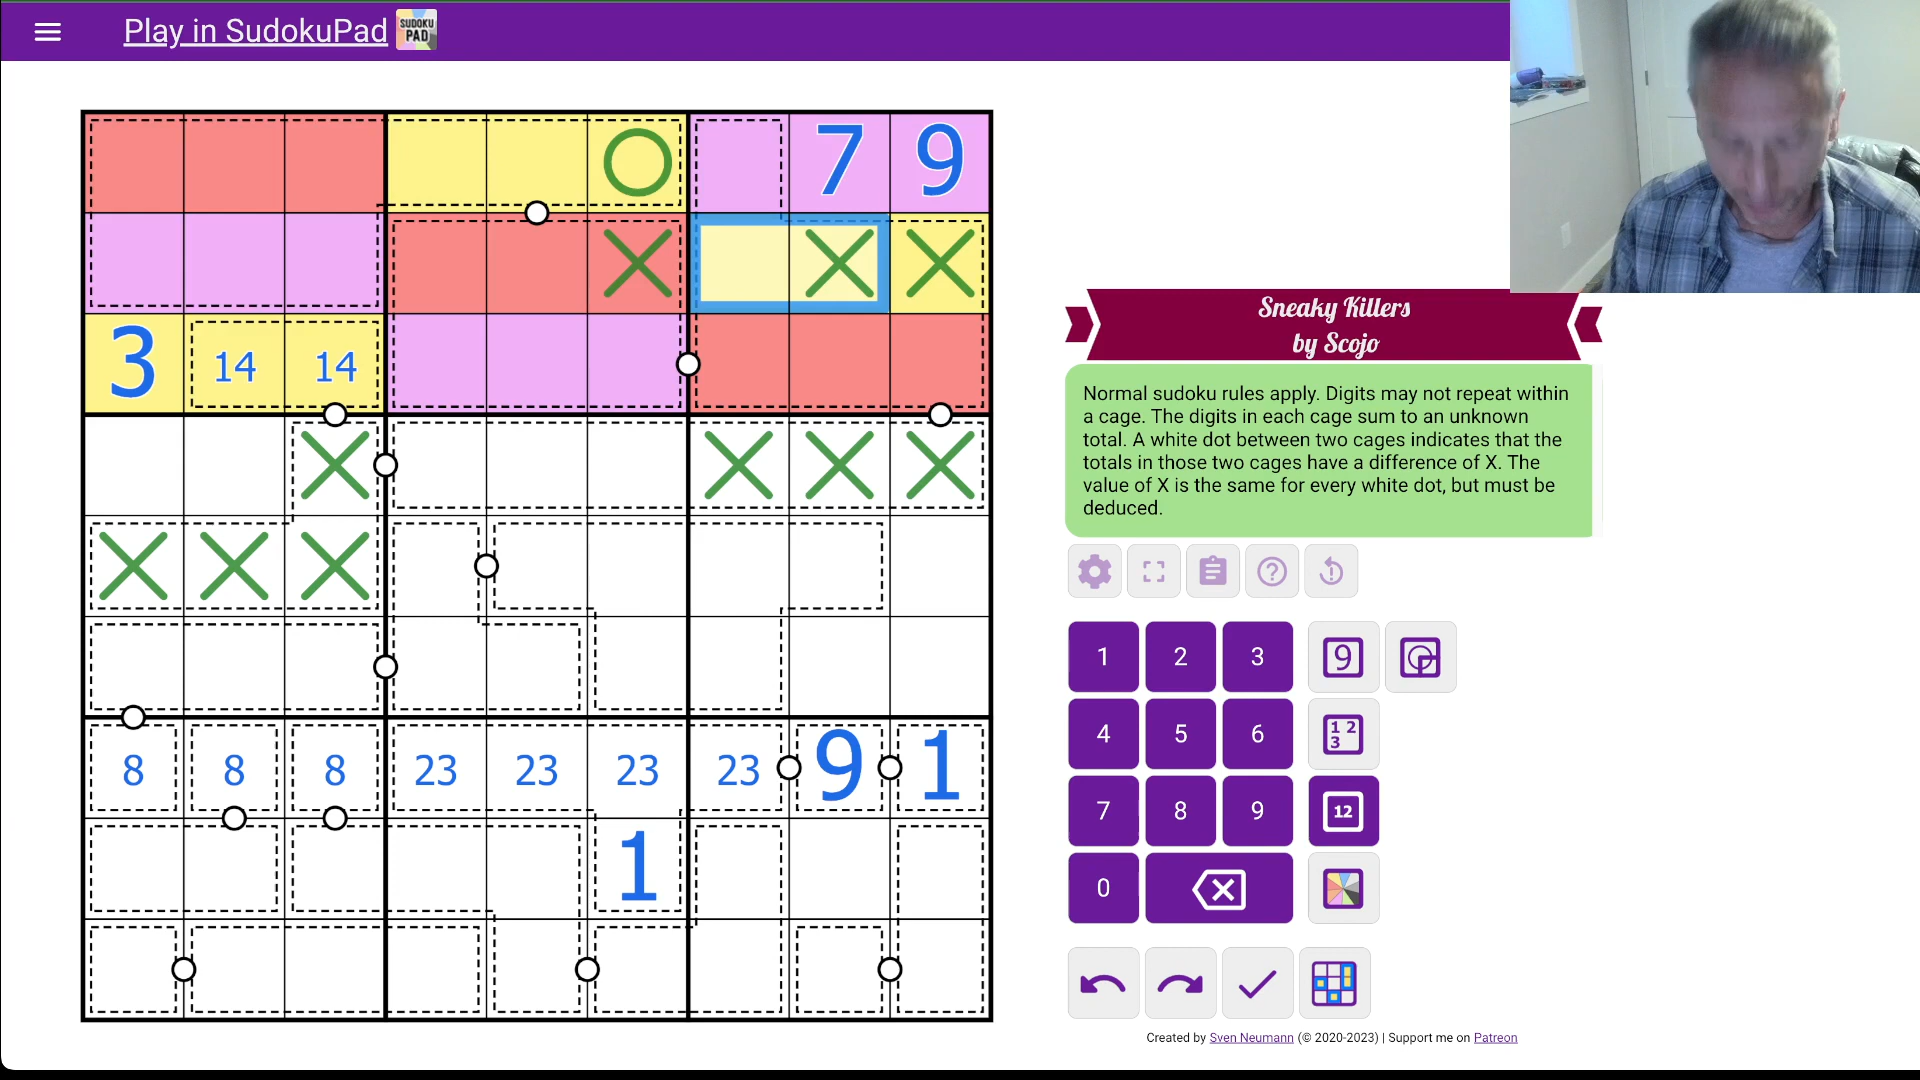 Play in SudokuPad
SUDOKU
PAD
7 9
3 14 14
8 8 8 23 23 23 23 9 1
1
Sneaky Killers
by Scojo
Normal sudoku rules apply. Digits may not repeat within
a cage. The digits in each cage sum to an unknown
total. A white dot between two cages indicates that the
totals in those two cages have a difference of X. The
value of X is the same for every white dot, but must be
deduced.
1 2 3 9
4 5 6 1 2 3
7 8 9 12
0
Created by Sven Neumann (© 2020-2023) | Support me on Patreon